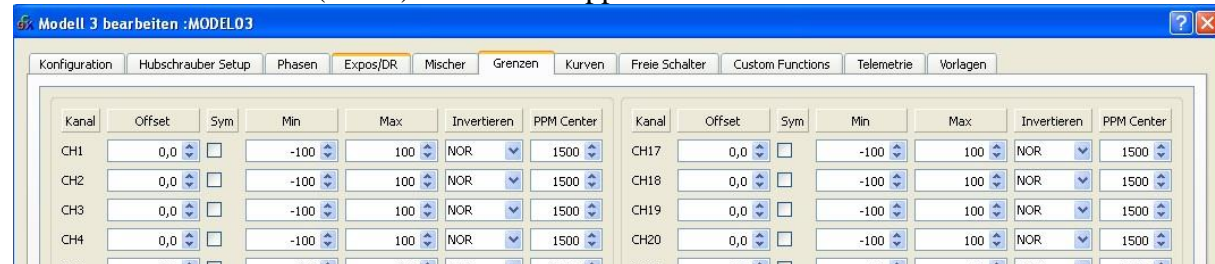 Modell 3 bearbeiten :MODEL03
Konfiguration Hubschrauber Setup Phasen Expos/DR Mischer Grenzen Kurven Freie Schalter Custom Functions Telemetrie Vorlagen
Kanal Offset Sym Min Max Invertieren PPM Center Kanal Offset Sym Min Max Invertieren PPM Center
CH1 0,0 -100 100 NOR 1500 CH17 0,0 -100 100 NOR 1500
CH2 0,0 -100 100 NOR 1500 CH18 0,0 -100 100 NOR 1500
CH3 0,0 -100 100 NOR 1500 CH19 0,0 -100 100 NOR 1500
CH4 0,0 -100 100 NOR 1500 CH20 0,0 -100 100 NOR 1500